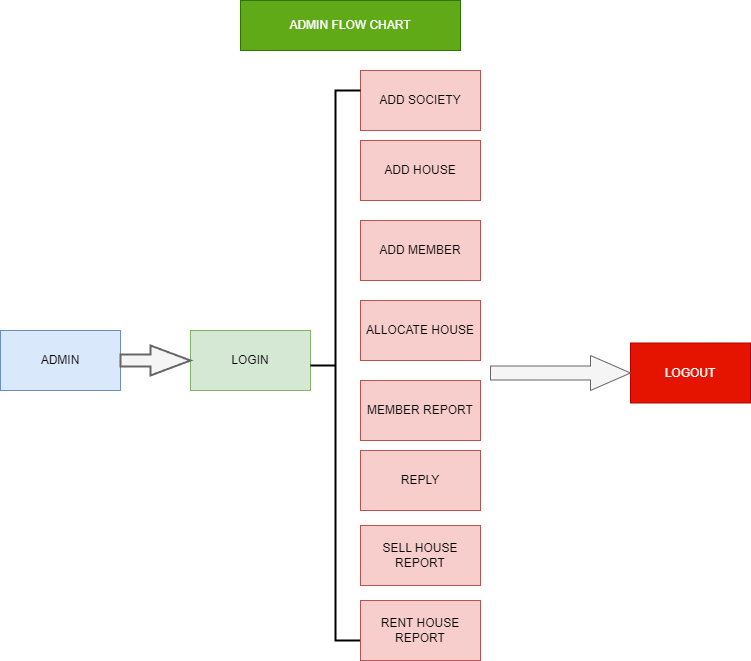 ADMIN FLOW CHART
ADD SOCIETY
ADD HOUSE
ADD MEMBER
ALLOCATE HOUSE
ADMIN
LOGIN
LOGOUT
MEMBER REPORT
REPLY
SELL HOUSE
REPORT
RENT HOUSE
REPORT